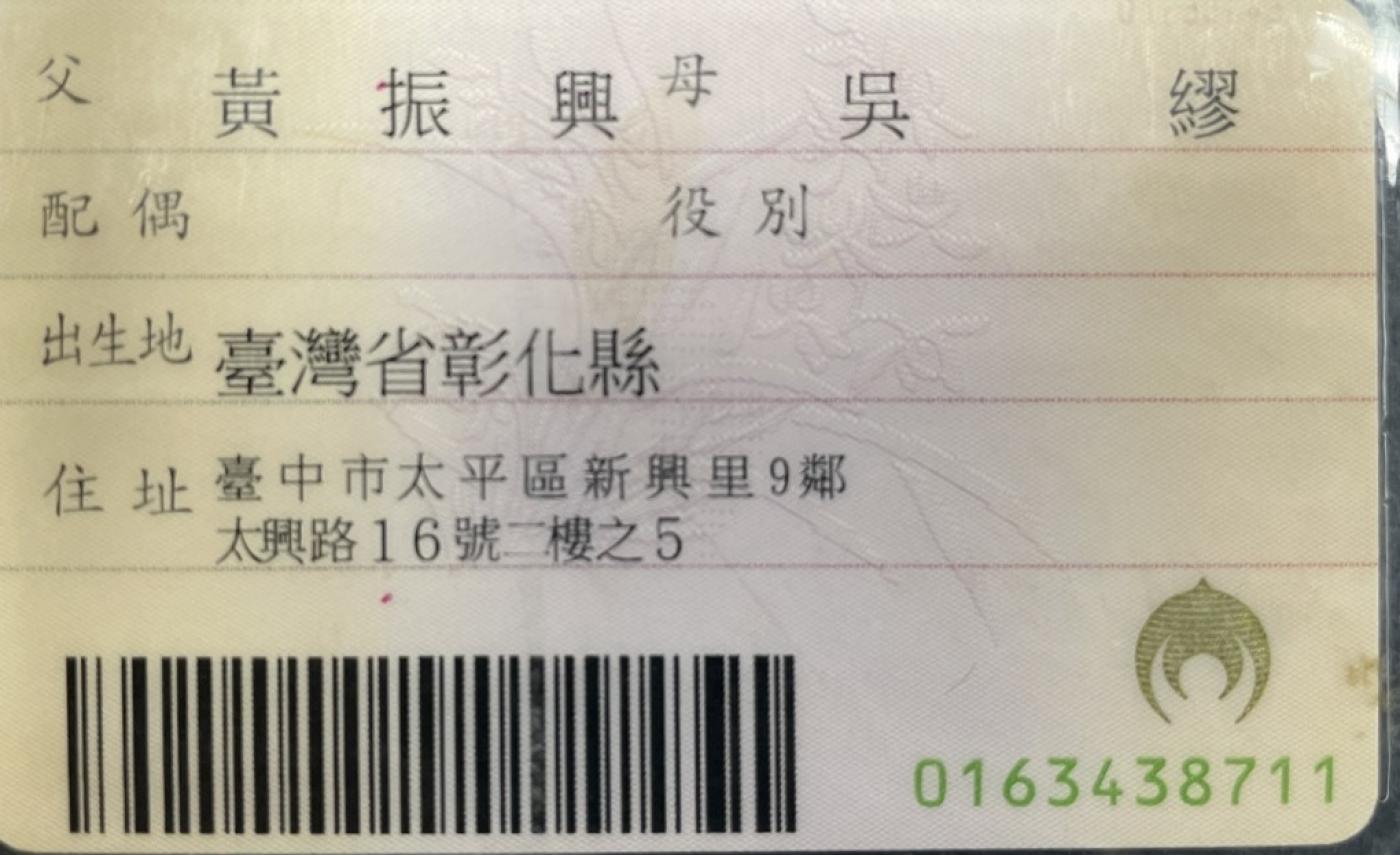 父 黃振興 母 吳繆
配偶 役別
出生地 臺灣省彰化縣
住址 臺中市太平區新興里9鄰
太興路16號二樓之5
0163438711